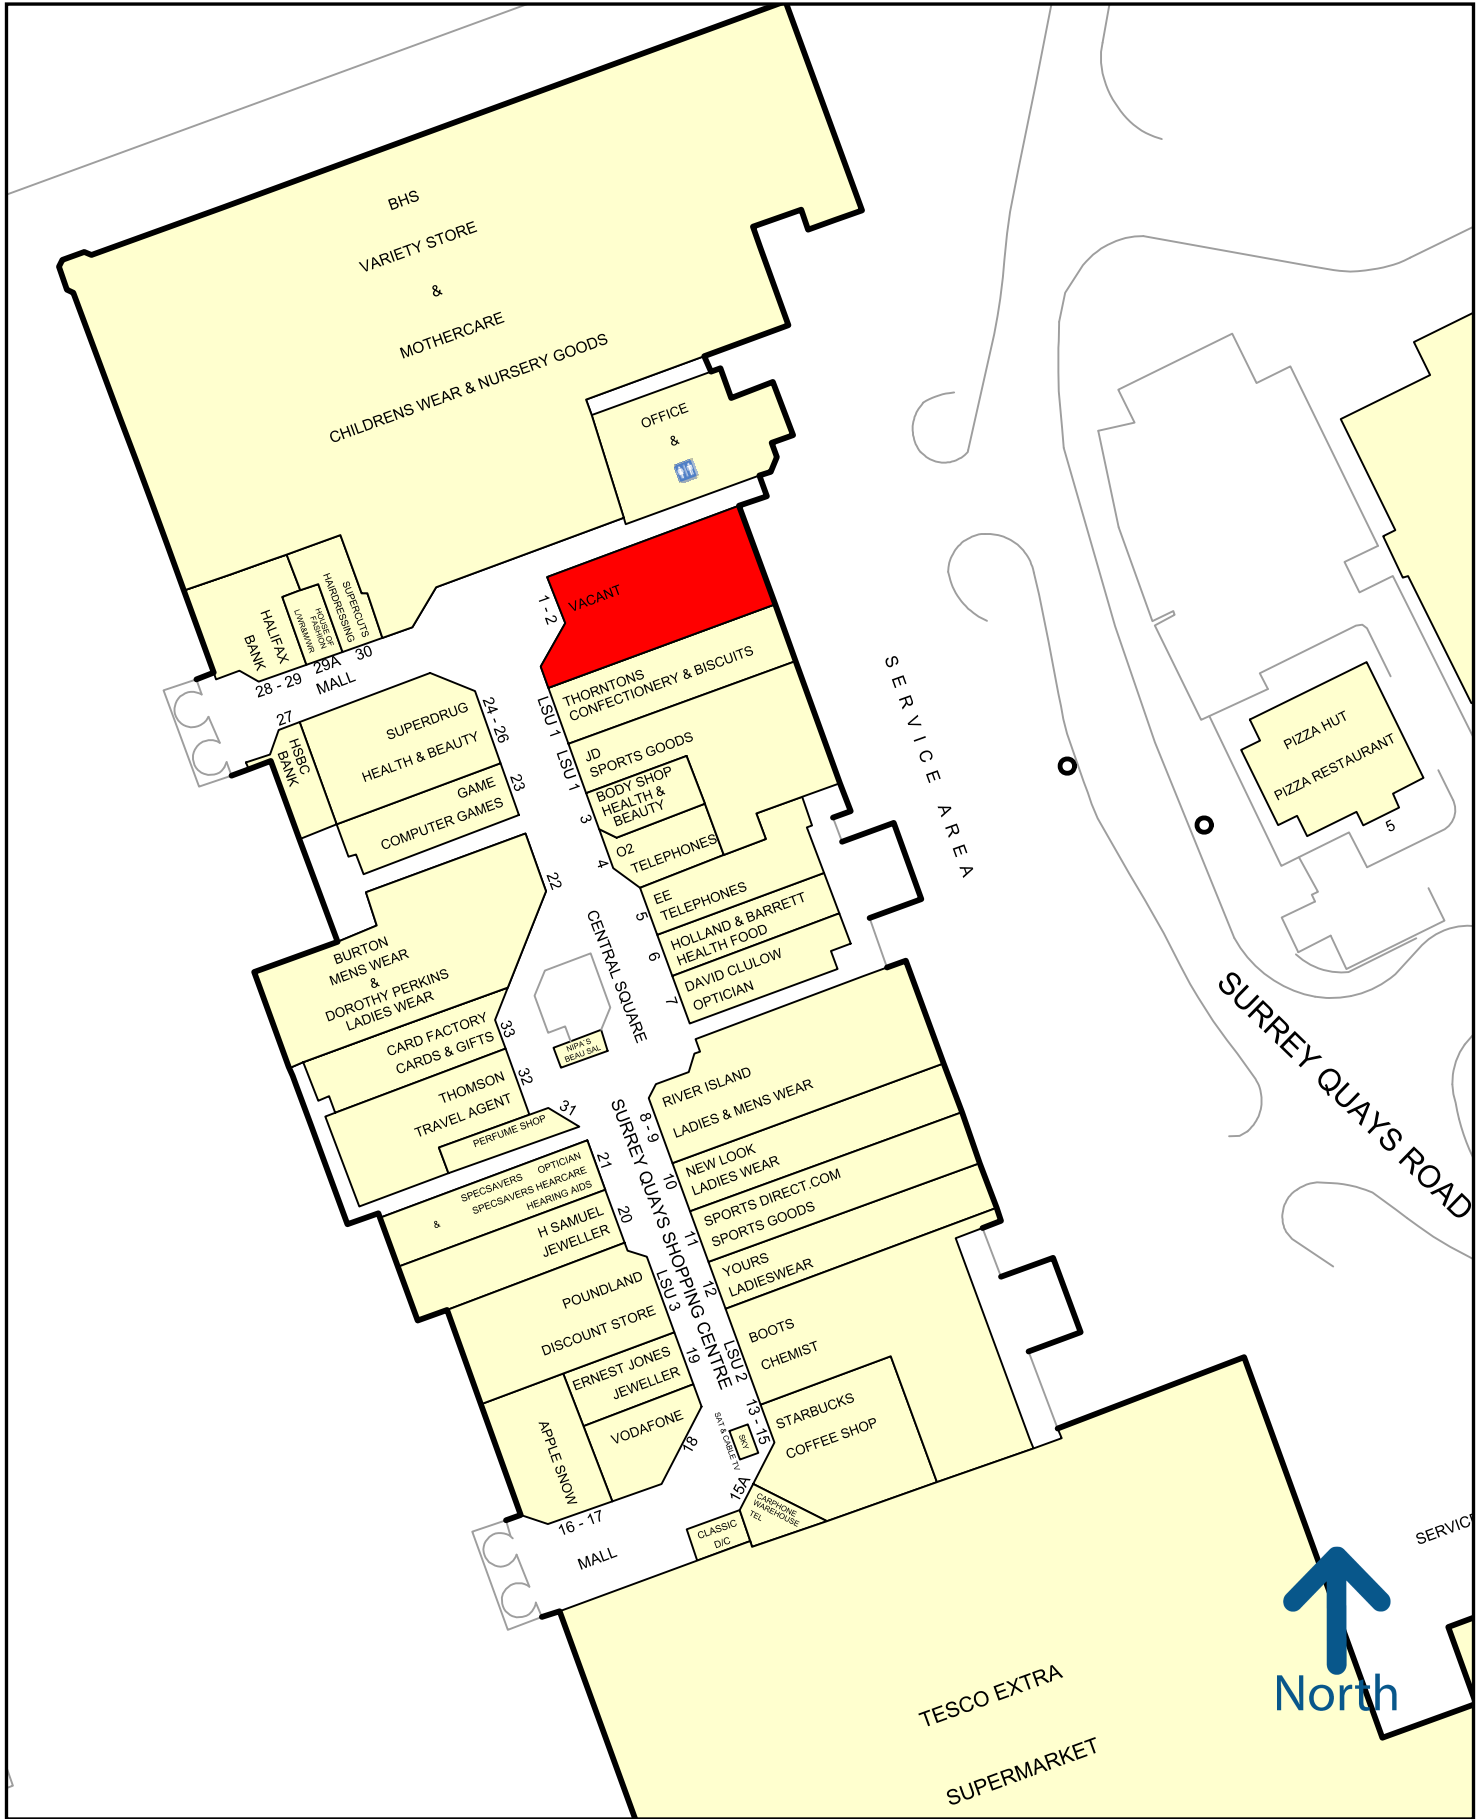 BHS
VARIETY STORE
&
MOTHERCARE
CHILDRENS WEAR & NURSERY GOODS
OFFICE
&
VACANT
1 - 2
HALIFAX
BANK
L/WR&M/WR
HOUSE OF
FASHION
SUPERCUTS
HAIRDRESSING
28 - 29
29A
30
MALL
27
HSBC
BANK
SUPERDRUG
HEALTH & BEAUTY
24 - 26
GAME
COMPUTER GAMES
23
THORNTONS
CONFECTIONERY & BISCUITS
LSU 1
JD
SPORTS GOODS
LSU 1
BODY SHOP
HEALTH &
BEAUTY
3
O2
TELEPHONES
4
EE
TELEPHONES
5
HOLLAND & BARRETT
HEALTH FOOD
6
DAVID CLULOW
OPTICIAN
7
22
BURTON
MENS WEAR
&
DOROTHY PERKINS
LADIES WEAR
CENTRAL SQUARE
CARD FACTORY
CARDS & GIFTS
33
NIPA'S
BEAU SAL
THOMSON
TRAVEL AGENT
32
PERFUME SHOP
31
RIVER ISLAND
LADIES & MENS WEAR
8 - 9
NEW LOOK
LADIES WEAR
10
SPORTS DIRECT.COM
SPORTS GOODS
11
YOURS
LADIESWEAR
12
SURREY QUAYS SHOPPING CENTRE
SPECSAVERS OPTICIAN
SPECSAVERS HEARCARE
& HEARING AIDS
21
H SAMUEL
JEWELLER
20
POUNDLAND
DISCOUNT STORE
LSU 3
ERNEST JONES
JEWELLER
19
VODAFONE
18
APPLE SNOW
16 - 17
MALL
BOOTS
CHEMIST
LSU 2
STARBUCKS
COFFEE SHOP
13 - 15
SKY
SAT & CABLE TV
15A
CARPHONE
WAREHOUSE
TEL
CLASSIC
D/C
TESCO EXTRA
SUPERMARKET
SERVICE AREA
PIZZA HUT
PIZZA RESTAURANT
5
SURREY QUAYS ROAD
SERVIC
North